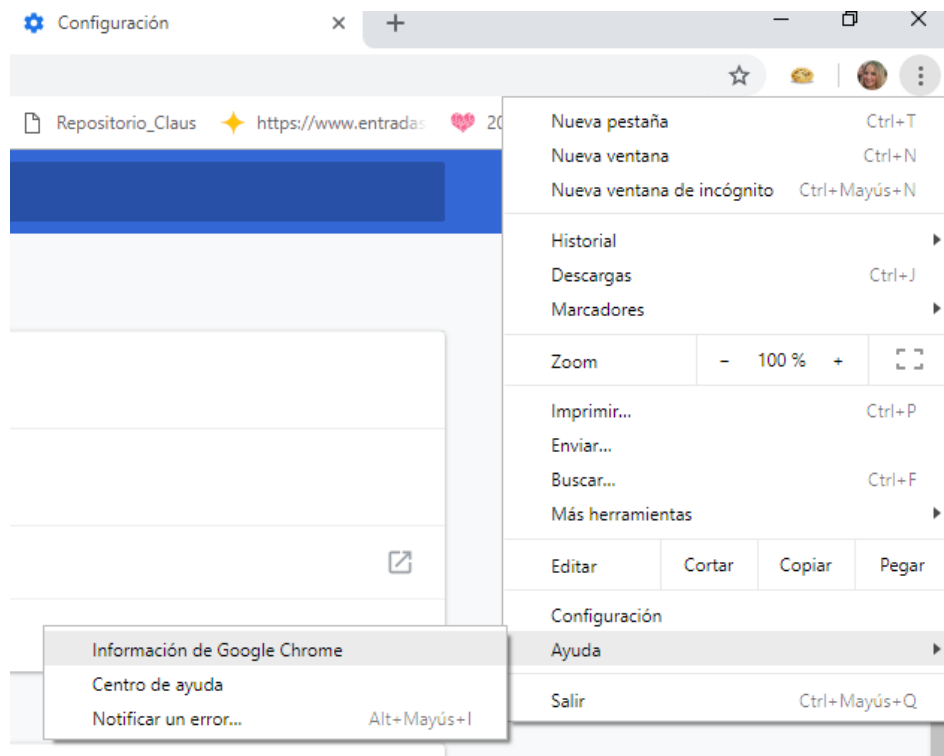 Configuración
Repositorio_Claus https://www.entradas 20
Nueva pestaña Ctrl+T
Nueva ventana Ctrl+N
Nueva ventana de incógnito Ctrl+Mayús+N
Historial
Descargas Ctrl+J
Marcadores
Zoom - 100 % +
Imprimir... Ctrl+P
Enviar...
Buscar... Ctrl+F
Más herramientas
Editar Cortar Copiar Pegar
Configuración
Ayuda
Salir Ctrl+Mayús+Q
Información de Google Chrome
Centro de ayuda
Notificar un error... Alt+Mayús+I